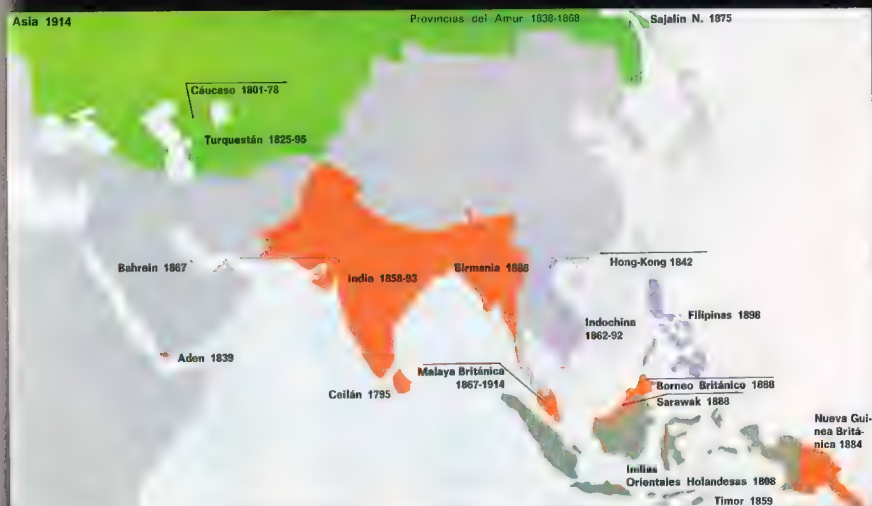 Asia 1914
Provincias del Amur 1838-1868
Sajalín N. 1875
Cáucaso 1801-78
Turquestán 1825-95
Bahrein 1867
India 1858-93
Birmania 1886
Hong-Kong 1842
Indochina
1862-92
Filipinas 1898
Aden 1839
Ceilán 1795
Malaya Británica
1867-1914
Borneo Británico 1888
Sarawak 1888
Nueva Gui-
nea Britá-
nica 1884
Indias
Orientales Holandesas 1808
Timor 1859